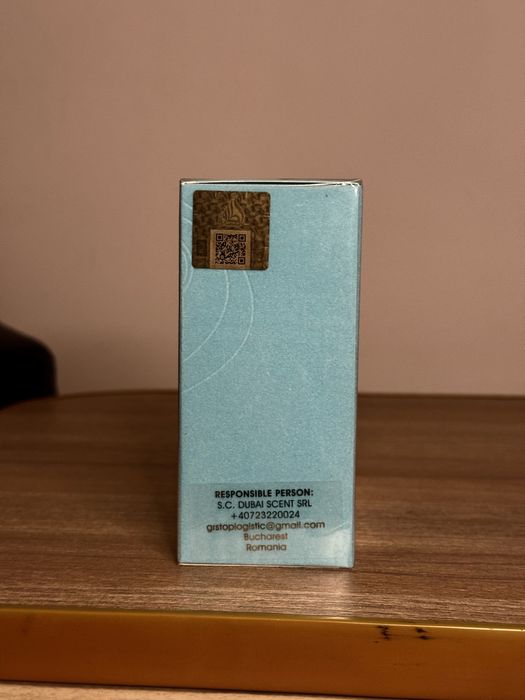 RESPONSIBLE PERSON:
S.C. DUBAI SCENT SRL
+40723220024
grstoplogistic@gmail.com
Bucharest
Romania